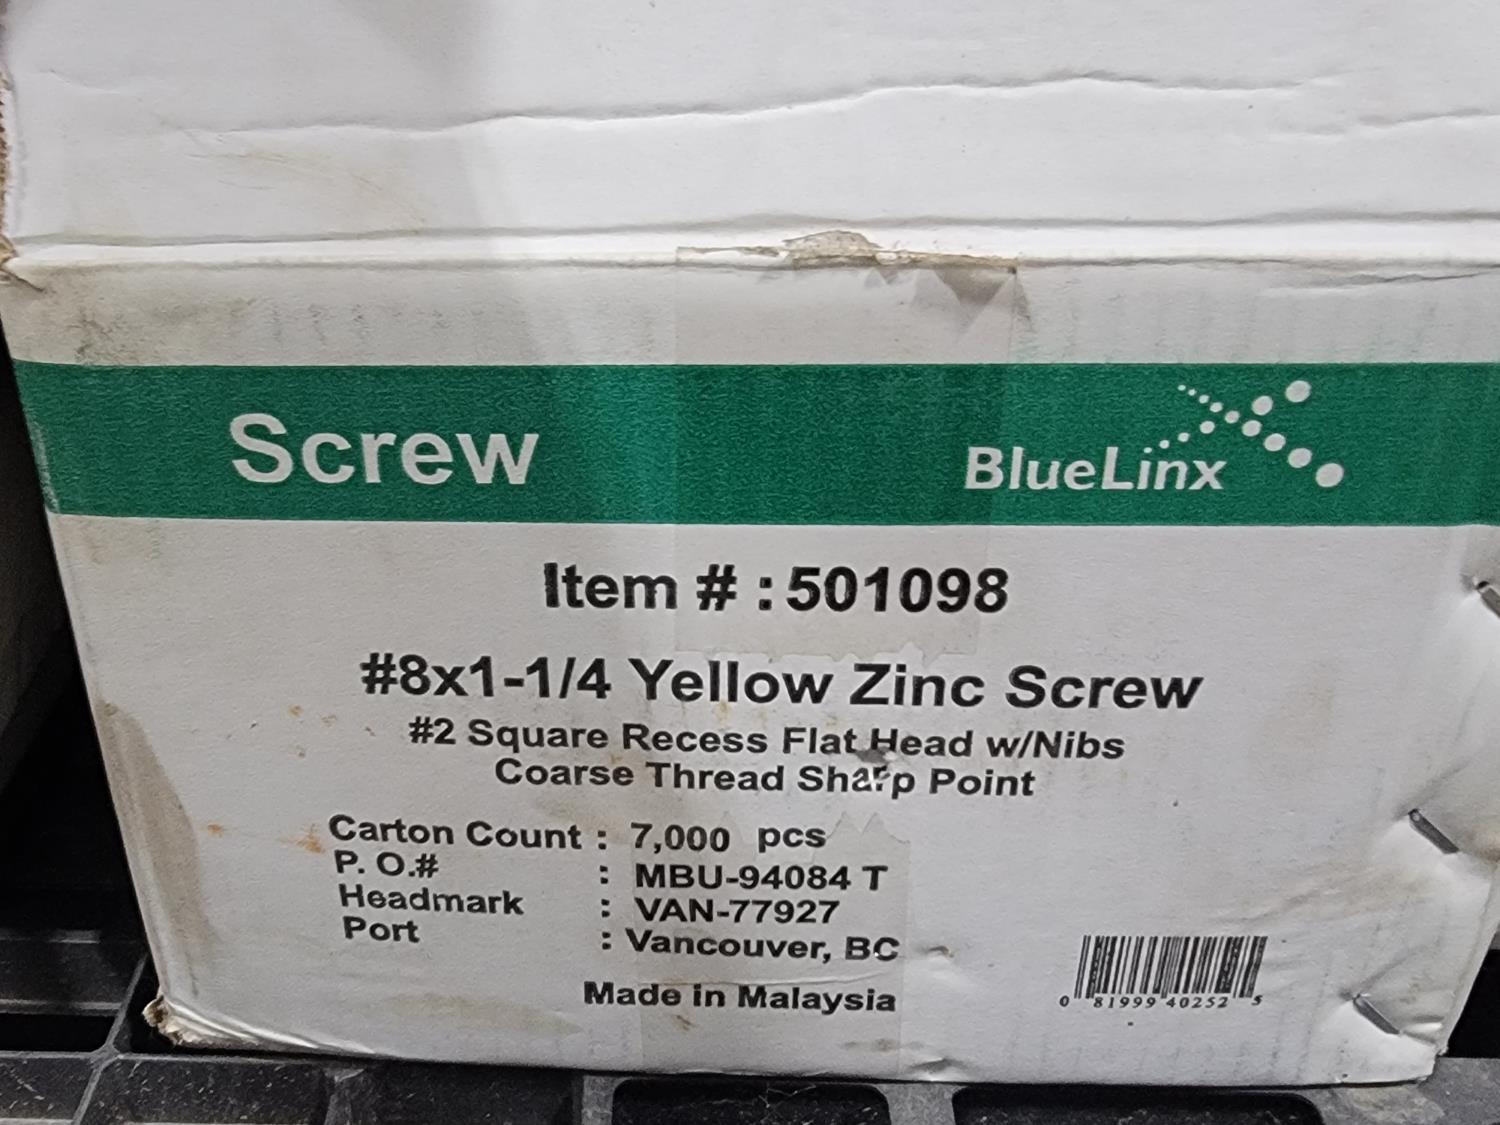 Screw
BlueLinx
Item # : 501098
#8x1-1/4 Yellow Zinc Screw
#2 Square Recess Flat Head w/Nibs
Coarse Thread Sharp Point
Carton Count : 7,000 pcs
P. O.# : MBU-94084 T
Headmark : VAN-77927
Port : Vancouver, BC
Made in Malaysia
0 81999 40252 5